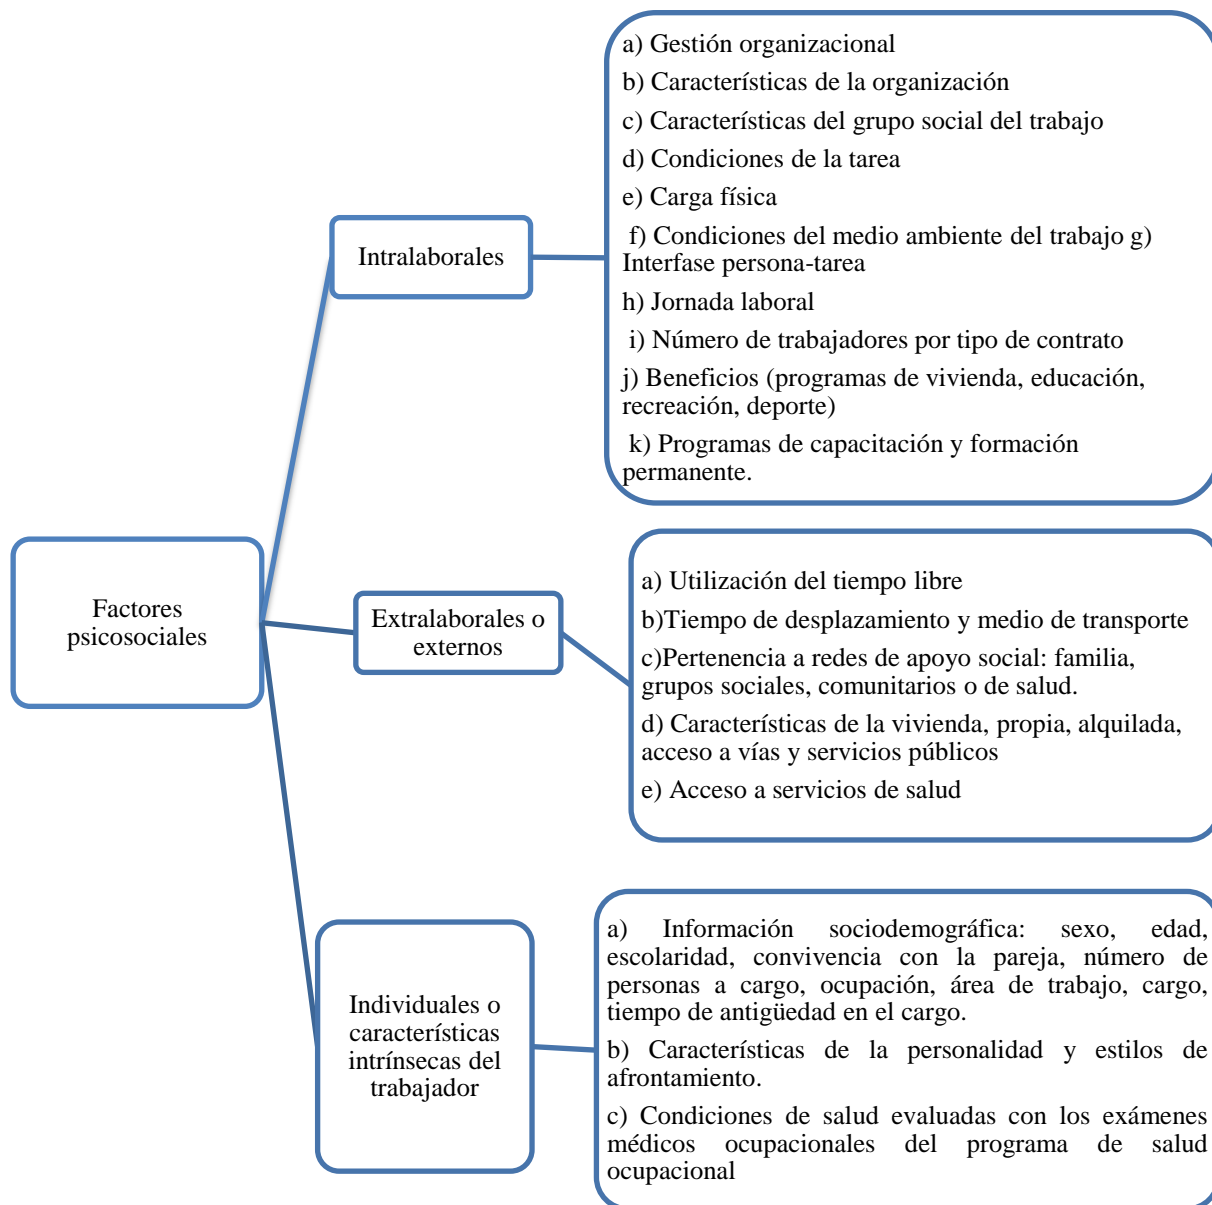 Factores
psicosociales
Intralaborales
a) Gestión organizacional
b) Características de la organización
c) Características del grupo social del trabajo
d) Condiciones de la tarea
e) Carga física
f) Condiciones del medio ambiente del trabajo g)
Interfase persona-tarea
h) Jornada laboral
i) Número de trabajadores por tipo de contrato
j) Beneficios (programas de vivienda, educación,
recreación, deporte)
k) Programas de capacitación y formación
permanente.
Extralaborales o
externos
a) Utilización del tiempo libre
b)Tiempo de desplazamiento y medio de transporte
c)Pertenencia a redes de apoyo social: familia,
grupos sociales, comunitarios o de salud.
d) Características de la vivienda, propia, alquilada,
acceso a vías y servicios públicos
e) Acceso a servicios de salud
Individuales o
características
intrínsecas del
trabajador
a) Información sociodemográfica: sexo, edad,
escolaridad, convivencia con la pareja, número de
personas a cargo, ocupación, área de trabajo, cargo,
tiempo de antigüedad en el cargo.
b) Características de la personalidad y estilos de
afrontamiento.
c) Condiciones de salud evaluadas con los exámenes
médicos ocupacionales del programa de salud
ocupacional